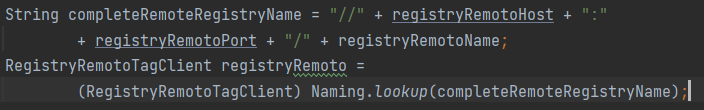 String completeRemoteRegistryName = "//" + registryRemotoHost + ":"
+ registryRemotoPort + "/" + registryRemotoName;
RegistryRemotoTagClient registryRemoto =
(RegistryRemotoTagClient) Naming.lookup(completeRemoteRegistryName);